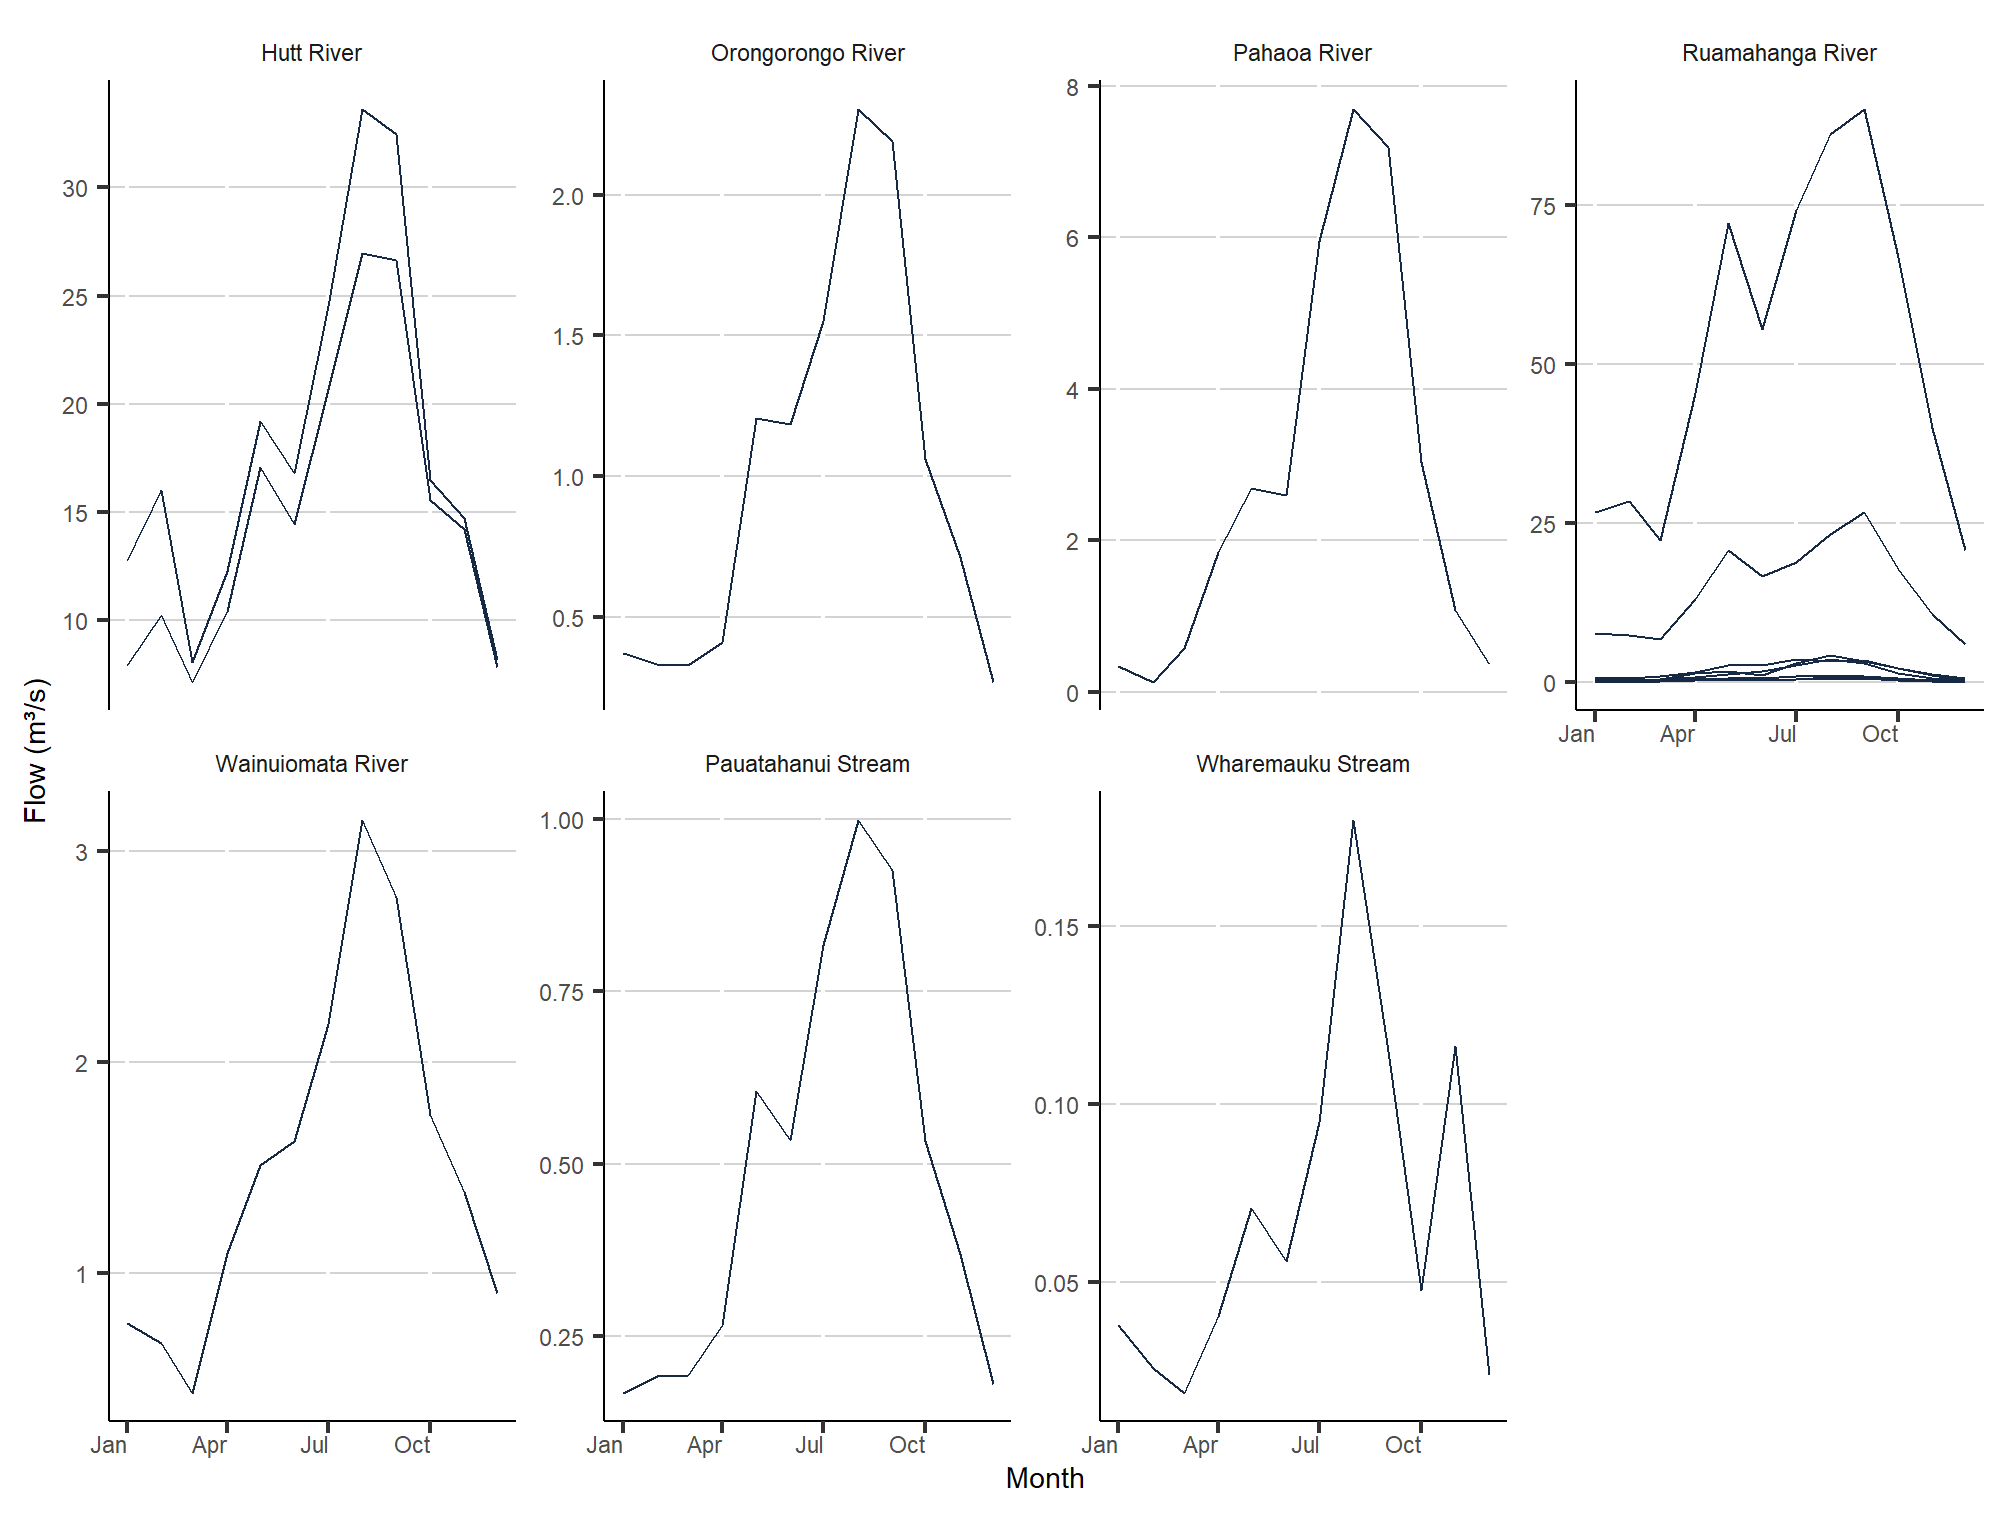 Hutt River
Orongorongo River
Pahaoa River
Ruamahanga River
30
25
20
15
10
2.0
1.5
1.0
0.5
8
6
4
2
0
75
50
25
0
Jan Apr Jul Oct
Flow (m³/s)
Wainuiomata River
Pauatahanui Stream
Wharemauku Stream
3
2
1
Jan Apr Jul Oct
1.00
0.75
0.50
0.25
Jan Apr Jul Oct
0.15
0.10
0.05
Jan Apr Jul Oct
Month